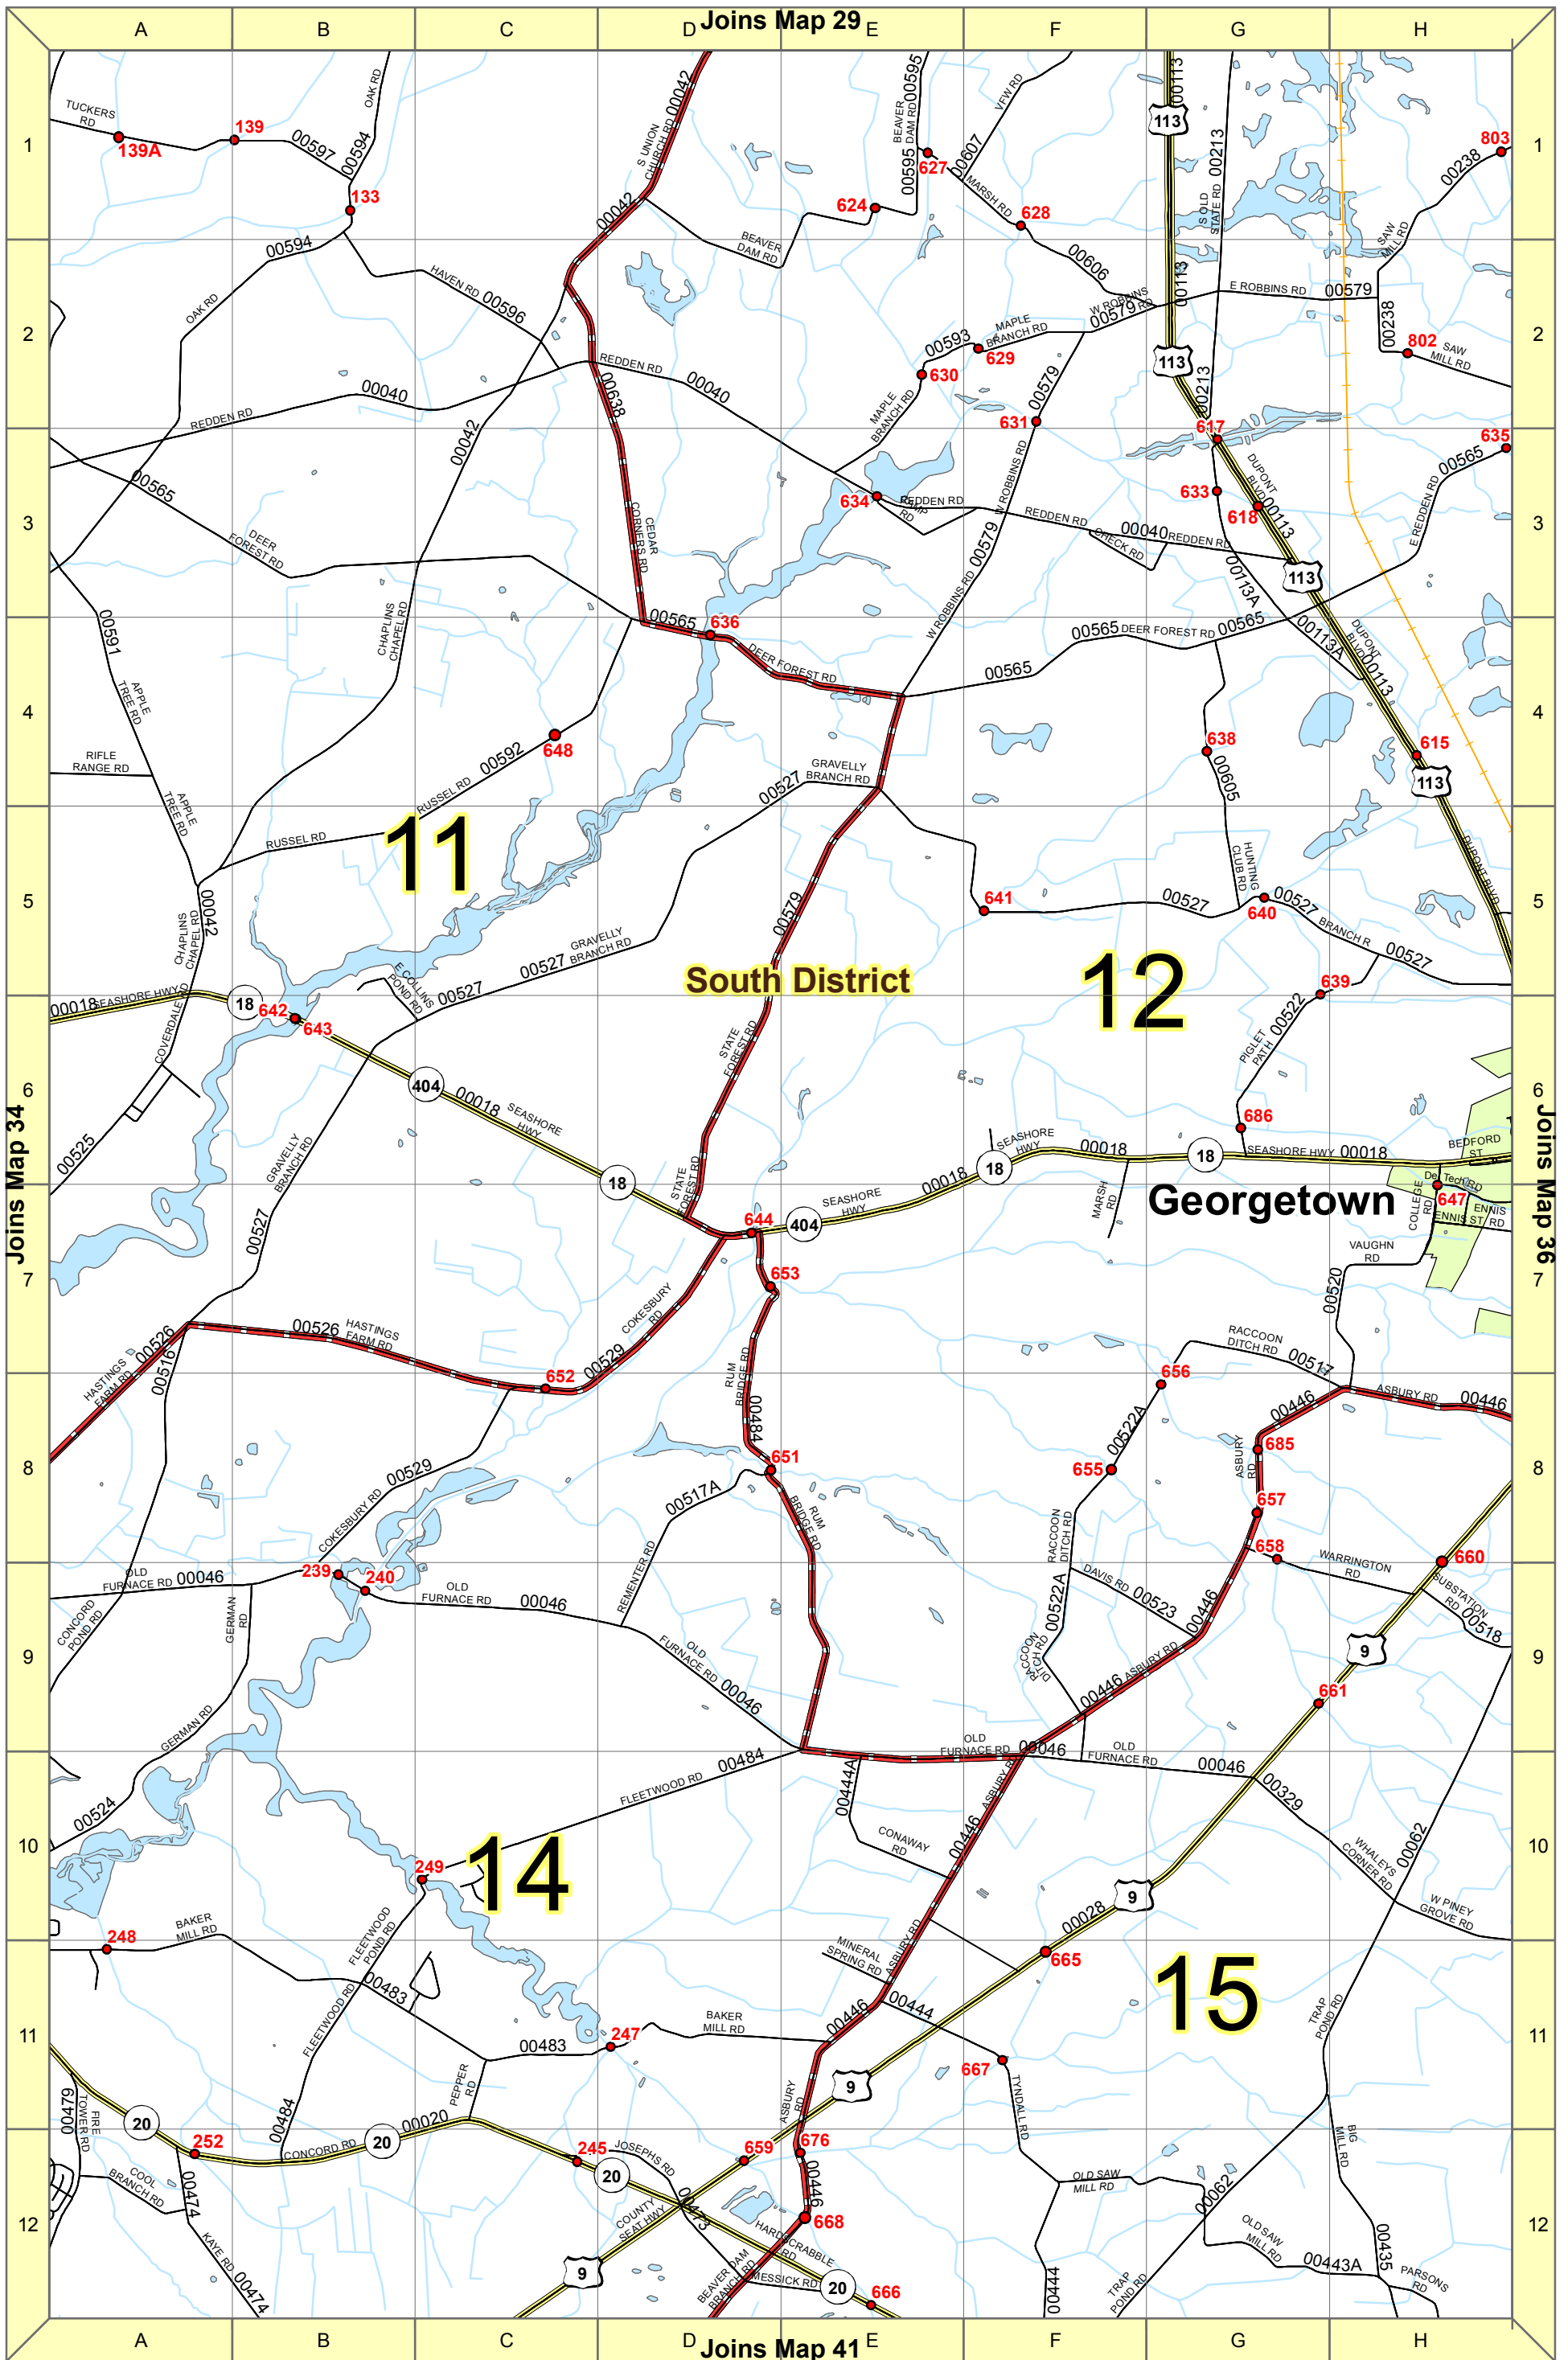 Joins Map 29
A B C D E F G H
1
TUCKERS
RD
139A
139
00597
OAK RD
00594
133
S UNION
CHURCH RD
00042
00042
BEAVER
DAM RD
00595
00595
627
00607
VFW RD
MARSH RD
624
628
BEAVER
DAM RD
113
00113
00213
S OLD
STATE RD
803
00238
SAW
MILL RD
1
2
00594
OAK RD
HAVEN RD
00596
00606
W ROBBINS
RD
00579
00113
E ROBBINS RD
00579
00238
802
SAW
MILL RD
00593
MAPLE
BRANCH RD
629
630
MAPLE
BRANCH RD
113
00213
REDDEN RD
00040
00638
REDDEN RD
00040
00579
631
617
2
3
00042
00565
DEER
FOREST RD
CEDAR
CORNERS RD
634
REDDEN RD
RAMP
RD
W ROBBINS RD
00579
REDDEN RD
00040
REDDEN RD
CHECK RD
633
618
DUPONT
BLVD
00113
113
00113A
635
00565
E REDDEN RD
3
4
00591
APPLE
TREE RD
CHAPLINS
CHAPEL RD
00565
636
DEER FOREST RD
W ROBBINS RD
00565
00565
DEER FOREST RD
00565
00113A
DUPONT
BLVD
00113
RIFLE
RANGE RD
648
00592
RUSSEL RD
GRAVELLY
BRANCH RD
00527
638
00605
615
113
4
5
APPLE
TREE RD
RUSSEL RD
11
00042
CHAPLINS
CHAPEL RD
00579
641
00527
HUNTING
CLUB RD
640
00527
BRANCH R
00527
DUPONT BLVD
GRAVELLY
BRANCH RD
00527
E COLLINS
POND RD
00527
South District
12
639
5
6
00018
SEASHORE HWY
18
642
643
COVERDALE RD
404
00018
SEASHORE
HWY
STATE
FOREST RD
00522
PIGLET
PATH
686
00525
GRAVELLY
BRANCH RD
18
SEASHORE
HWY
00018
18
SEASHORE HWY
00018
BEDFORD
ST
6
Joins Map 34
Joins Map 36
7
00527
STATE
FOREST RD
644
404
SEASHORE
HWY
00018
18
MARSH
RD
Georgetown
De Tech RD
647
COLLEGE
RD
ENNIS
RD
ENNIS ST
VAUGHN
RD
00520
653
COKESBURY
RD
HASTINGS
FARM RD
00526
00516
00526
HASTINGS
FARM RD
RACCOON
DITCH RD
00517
7
8
652
00529
RUM
BRIDGE RD
00484
656
00522A
00446
ASBURY RD
00446
685
ASBURY
RD
651
00517A
655
657
COKESBURY RD
00529
RUM
BRIDGE RD
RACCOON
DITCH RD
658
WARRINGTON
RD
660
8
9
OLD
FURNACE RD
00046
239
240
OLD
FURNACE RD
00046
REMENTER RD
CONCORD
POND RD
GERMAN
RD
OLD
FURNACE RD
00046
00522A
DAVIS RD
00523
00446
SUBSTATION
RD
00518
9
RACCOON
DITCH RD
ASBURY RD
00446
661
GERMAN RD
9
10
00524
FLEETWOOD RD
00484
OLD
FURNACE RD
00046
OLD
FURNACE RD
00046
00329
00444A
ASBURY RD
00446
CONAWAY
RD
WHALEYS
CORNER RD
00062
249
14
W PINEY
GROVE RD
9
00028
10
11
248
BAKER
MILL RD
FLEETWOOD
POND RD
00483
FLEETWOOD RD
MINERAL
SPRING RD
ASBURY RD
665
15
TRAP
POND RD
00483
247
BAKER
MILL RD
00446
00444
667
TYNDALL RD
9
PEPPER
RD
ASBURY
RD
00479
FIRE
TOWER RD
20
00484
00020
BIG
MILL RD
11
12
252
CONCORD RD
20
245
20
JOSEPHS RD
659
676
00446
COOL
BRANCH RD
00474
KAYE RD
00474
COUNTY
SEAT HWY
00473
HARDSCRABBLE
RD
668
9
BEAVER DAM
BRANCH RD
MESSICK RD
20
666
OLD SAW
MILL RD
00444
TRAP
POND RD
00062
OLD SAW
MILL RD
00443A
00435
PARSONS
RD
12
A B C D E F G H
Joins Map 41